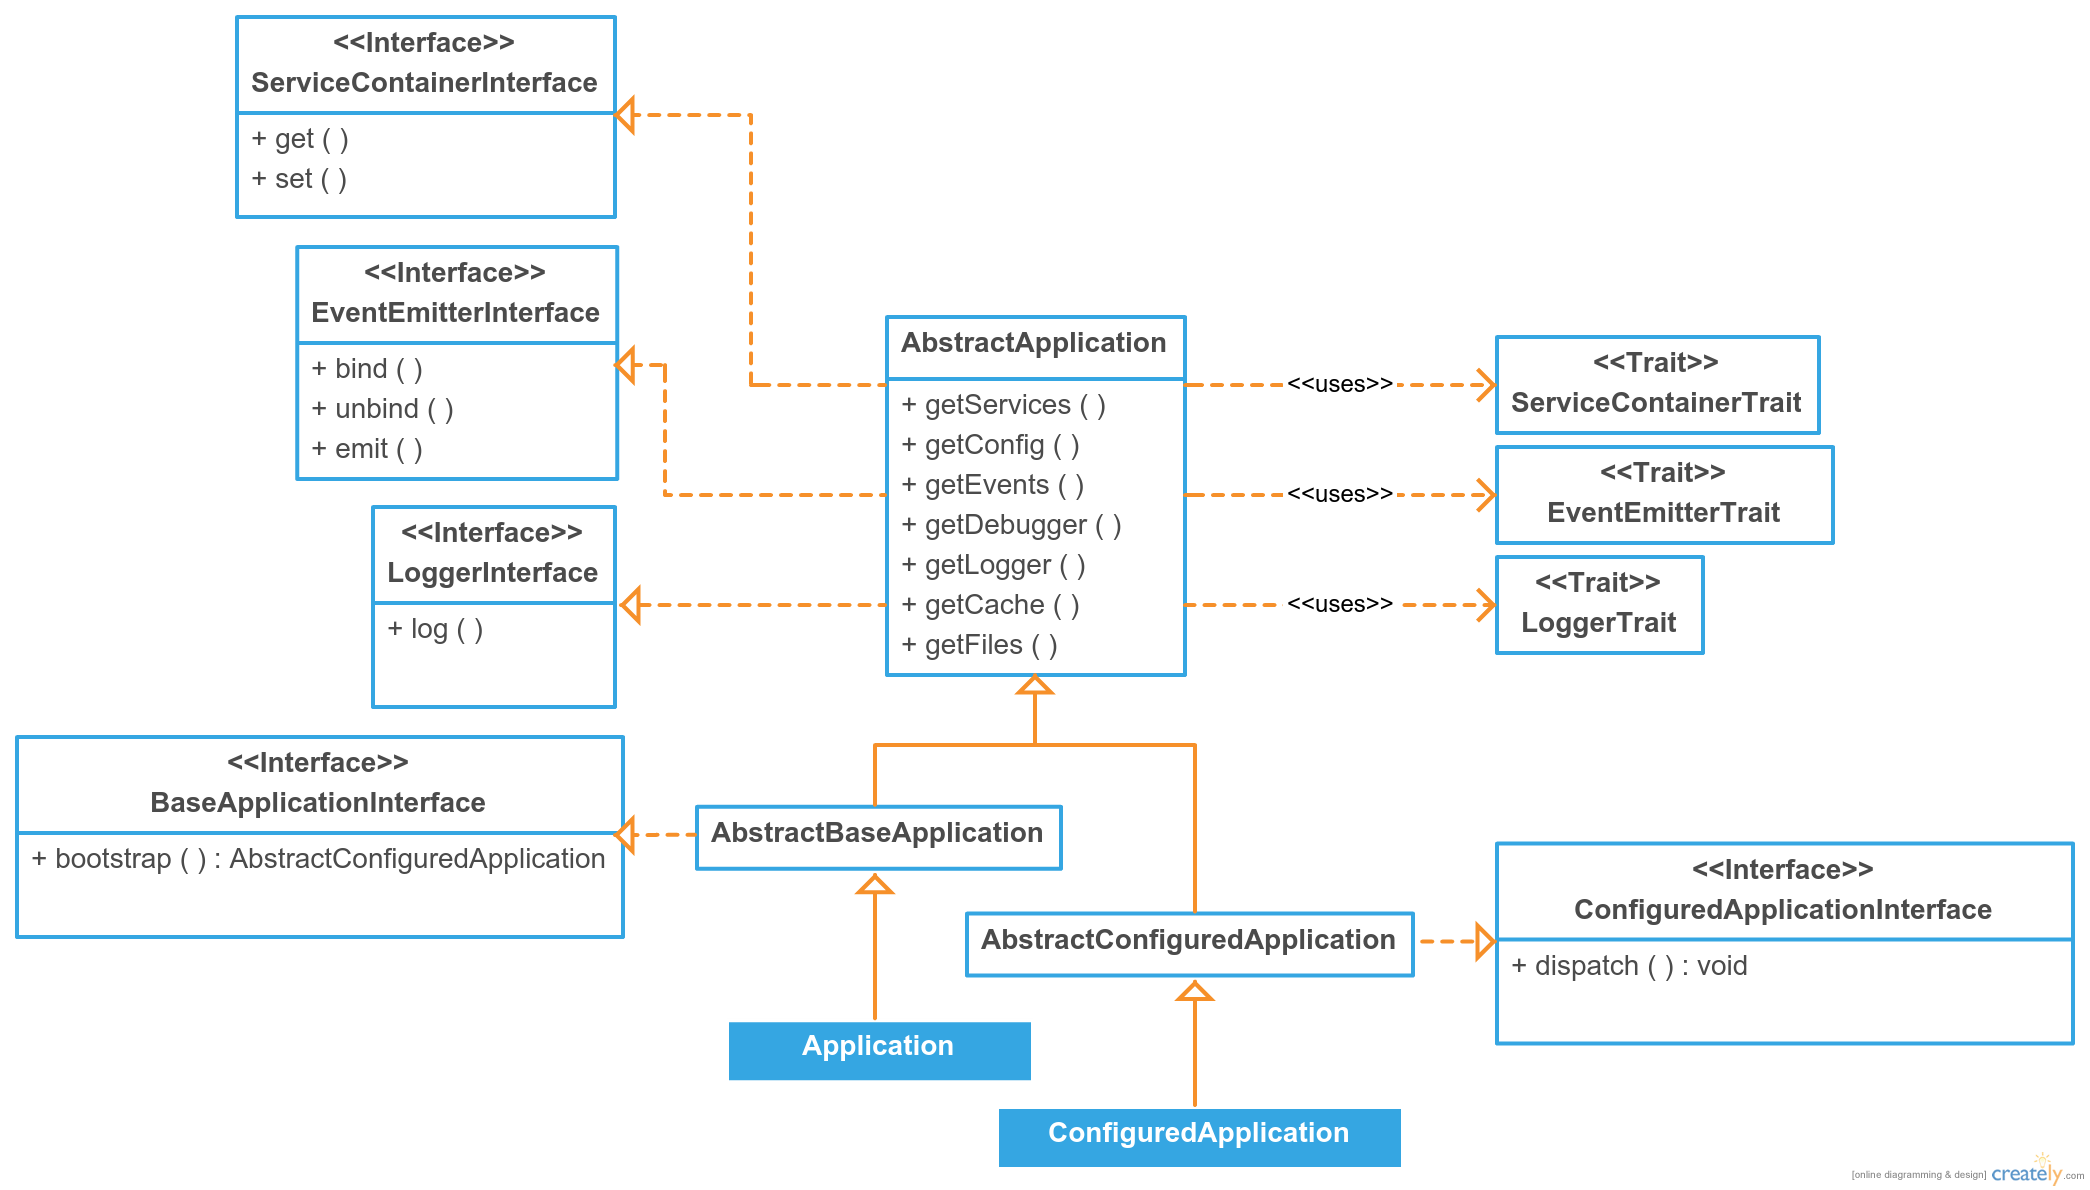 <<Interface>>
ServiceContainerInterface
+ get ( )
+ set ( )
<<Interface>>
EventEmitterInterface
+ bind ( )
+ unbind ( )
+ emit ( )
<<Interface>>
LoggerInterface
+ log ( )
<<Interface>>
BaseApplicationInterface
+ bootstrap ( ) : AbstractConfiguredApplication
AbstractApplication
+ getServices ( )
+ getConfig ( )
+ getEvents ( )
+ getDebugger ( )
+ getLogger ( )
+ getCache ( )
+ getFiles ( )
<<uses>>
<<uses>>
<<uses>>
<<Trait>>
ServiceContainerTrait
<<Trait>>
EventEmitterTrait
<<Trait>>
LoggerTrait
AbstractBaseApplication
AbstractConfiguredApplication
<<Interface>>
ConfiguredApplicationInterface
+ dispatch ( ) : void
Application
ConfiguredApplication
[online diagramming & design] creately.com